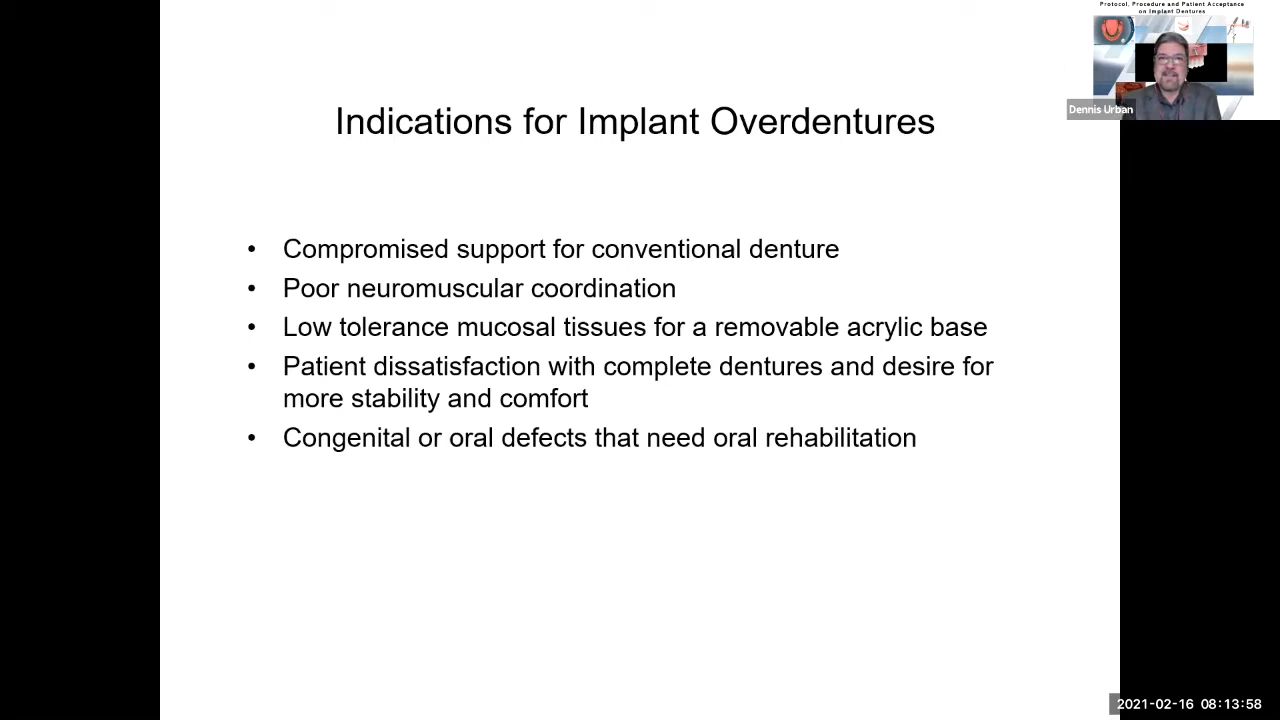 Protocol, Procedure and Patient Acceptance
on Implant Dentures
Dennis Urban
Indications for Implant Overdentures
• Compromised support for conventional denture
• Poor neuromuscular coordination
• Low tolerance mucosal tissues for a removable acrylic base
• Patient dissatisfaction with complete dentures and desire for
more stability and comfort
• Congenital or oral defects that need oral rehabilitation
2021-02-16 08:13:58